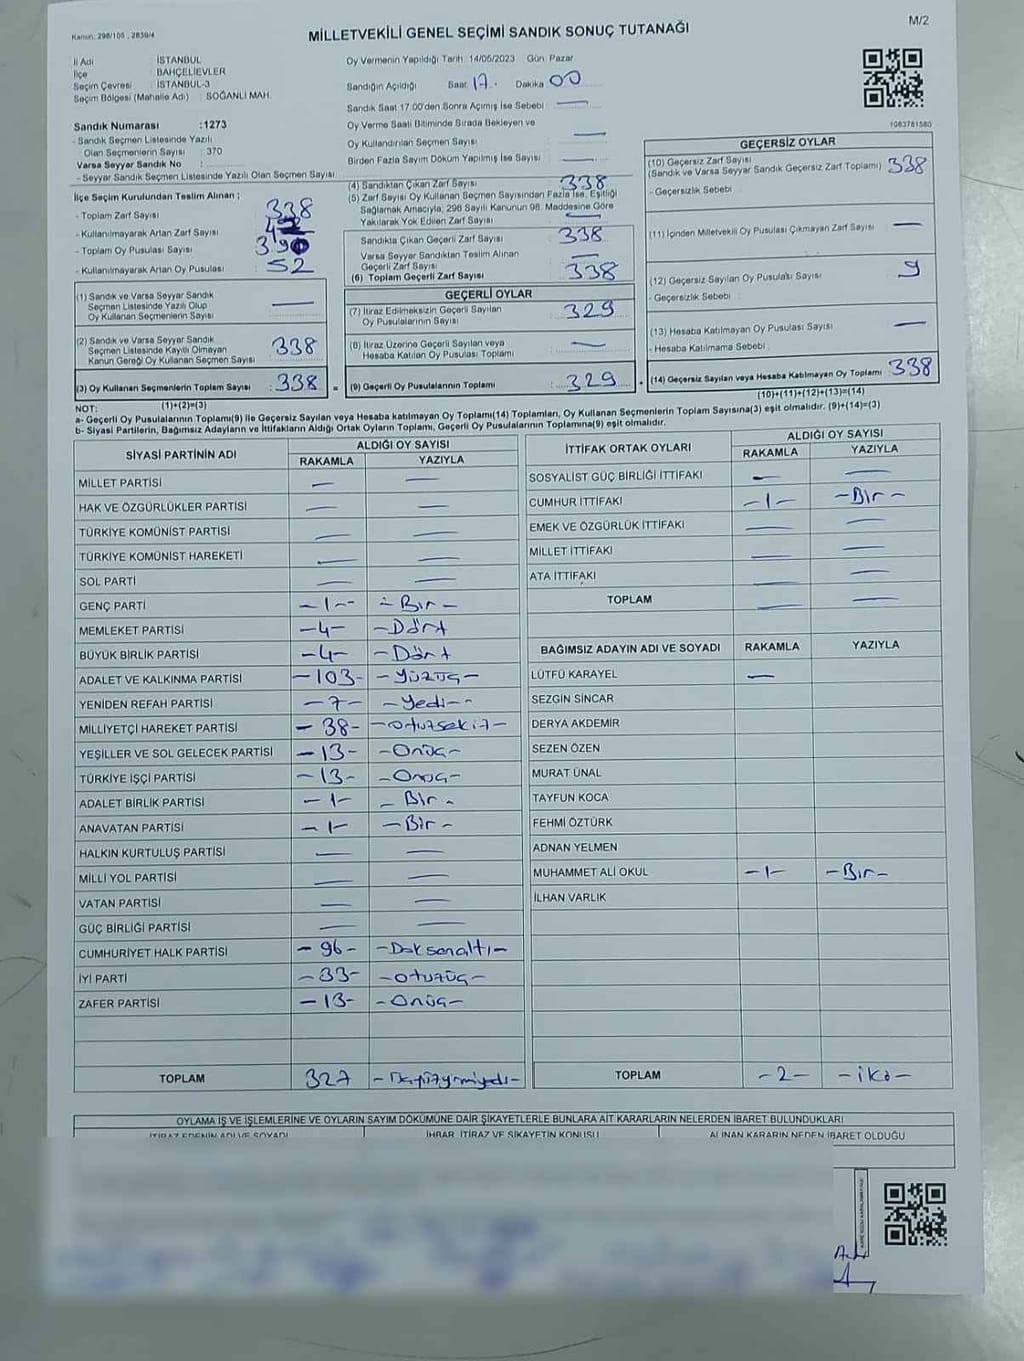 Kanun: 298/105 , 2839/4
MİLLETVEKİLİ GENEL SEÇİMİ SANDIK SONUÇ TUTANAĞI
M/2
İl Adı : İSTANBUL
İlçe : BAHÇELİEVLER
Seçim Çevresi : İSTANBUL-3
Seçim Bölgesi (Mahalle Adı) : SOĞANLI MAH.
Sandık Numarası :1273
- Sandık Seçmen Listesinde Yazılı
Olan Seçmenlerin Sayısı : 370
Varsa Seyyar Sandık No :
- Seyyar Sandık Seçmen Listesinde Yazılı Olan Seçmen Sayısı
Oy Vermenin Yapıldığı Tarih: 14/05/2023 Gün: Pazar
Sandığın Açıldığı Saat 17 Dakika 00
Sandık Saat 17.00'den Sonra Açılmış İse Sebebi : —
Oy Verme Saati Bitiminde Sırada Bekleyen ve
Oy Kullandırılan Seçmen Sayısı : —
Birden Fazla Sayım Döküm Yapılmış İse Sayısı : —
1083781580
İlçe Seçim Kurulundan Teslim Alınan ;
- Toplam Zarf Sayısı : 338
- Kullanılmayarak Artan Zarf Sayısı :
- Toplam Oy Pusulası Sayısı : 390
- Kullanılmayarak Artan Oy Pusulası : 52
(1) Sandık ve Varsa Seyyar Sandık
Seçmen Listesinde Yazılı Olup
Oy Kullanan Seçmenlerin Sayısı : —
(2) Sandık ve Varsa Seyyar Sandık
Seçmen Listesinde Kayıtlı Olmayan
Kanun Gereği Oy Kullanan Seçmen Sayısı : 338
(3) Oy Kullanan Seçmenlerin Toplam Sayısı : 338 =
(1)+(2)=(3)
(4) Sandıktan Çıkan Zarf Sayısı : 338
(5) Zarf Sayısı Oy Kullanan Seçmen Sayısından Fazla İse, Eşitliği
Sağlamak Amacıyla; 298 Sayılı Kanunun 98. Maddesine Göre
Yakılarak Yok Edilen Zarf Sayısı : —
Sandıkta Çıkan Geçerli Zarf Sayısı : 338
Varsa Seyyar Sandıktan Teslim Alınan
Geçerli Zarf Sayısı : —
(6) Toplam Geçerli Zarf Sayısı : 338
GEÇERLİ OYLAR
(7) İtiraz Edilmeksizin Geçerli Sayılan
Oy Pusulalarının Sayısı : 329
(8) İtiraz Üzerine Geçerli Sayılan veya
Hesaba Katılan Oy Pusulası Toplamı : —
(9) Geçerli Oy Pusulalarının Toplamı : 329 +
GEÇERSİZ OYLAR
(10) Geçersiz Zarf Sayısı
(Sandık ve Varsa Seyyar Sandık Geçersiz Zarf Toplamı) : 338
- Geçersizlik Sebebi :
(11) İçinden Milletvekili Oy Pusulası Çıkmayan Zarf Sayısı : —
(12) Geçersiz Sayılan Oy Pusulası Sayısı : 9
- Geçersizlik Sebebi :
(13) Hesaba Katılmayan Oy Pusulası Sayısı : —
- Hesaba Katılmama Sebebi :
(14) Geçersiz Sayılan veya Hesaba Katılmayan Oy Toplamı : 338
(10)+(11)+(12)+(13)=(14)
NOT:
a- Geçerli Oy Pusulalarının Toplamı(9) ile Geçersiz Sayılan veya Hesaba katılmayan Oy Toplamı(14) Toplamları, Oy Kullanan Seçmenlerin Toplam Sayısına(3) eşit olmalıdır. (9)+(14)=(3)
b- Siyasi Partilerin, Bağımsız Adayların ve İttifakların Aldığı Ortak Oyların Toplamı, Geçerli Oy Pusulalarının Toplamına(9) eşit olmalıdır.
SİYASİ PARTİNİN ADI ALDIĞI OY SAYISI
RAKAMLA YAZIYLA
MİLLET PARTİSİ — —
HAK VE ÖZGÜRLÜKLER PARTİSİ — —
TÜRKİYE KOMÜNİST PARTİSİ — —
TÜRKİYE KOMÜNİST HAREKETİ — —
SOL PARTİ — —
GENÇ PARTİ -1- -Bir-
MEMLEKET PARTİSİ -4- -Dört
BÜYÜK BİRLİK PARTİSİ -4- -Dört
ADALET VE KALKINMA PARTİSİ -103- -Yüzüç-
YENİDEN REFAH PARTİSİ -7- -Yedi-
MİLLİYETÇİ HAREKET PARTİSİ -38- -otuzsekiz-
YEŞİLLER VE SOL GELECEK PARTİSİ -13- -Onüç-
TÜRKİYE İŞÇİ PARTİSİ -13- -Onüç-
ADALET BİRLİK PARTİSİ -1- - Bir -
ANAVATAN PARTİSİ -1- -Bir-
HALKIN KURTULUŞ PARTİSİ — —
MİLLİ YOL PARTİSİ — —
VATAN PARTİSİ — —
GÜÇ BİRLİĞİ PARTİSİ — —
CUMHURİYET HALK PARTİSİ -96- -Doksanaltı-
İYİ PARTİ -33- -otuzüç-
ZAFER PARTİSİ -13- -Onüç-
TOPLAM 327
İTTİFAK ORTAK OYLARI ALDIĞI OY SAYISI
RAKAMLA YAZIYLA
SOSYALİST GÜÇ BİRLİĞİ İTTİFAKI — —
CUMHUR İTTİFAKI -1- -Bir-
EMEK VE ÖZGÜRLÜK İTTİFAKI — —
MİLLET İTTİFAKI — —
ATA İTTİFAKI — —
TOPLAM — —
BAĞIMSIZ ADAYIN ADI VE SOYADI RAKAMLA YAZIYLA
LÜTFÜ KARAYEL —
SEZGİN SİNCAR
DERYA AKDEMİR
SEZEN ÖZEN
MURAT ÜNAL
TAYFUN KOCA
FEHMİ ÖZTÜRK
ADNAN YELMEN
MUHAMMET ALİ OKUL -1- -Bir-
İLHAN VARLIK
TOPLAM -2- -iki-
OYLAMA İŞ VE İŞLEMLERİNE VE OYLARIN SAYIM DÖKÜMÜNE DAİR ŞİKAYETLERLE BUNLARA AİT KARARLARIN NELERDEN İBARET BULUNDUKLARI
İTİRAZ EDENİN ADI VE SOYADI İHBAR, İTİRAZ VE ŞİKAYETİN KONUSU ALINAN KARARIN NEDEN İBARET OLDUĞU